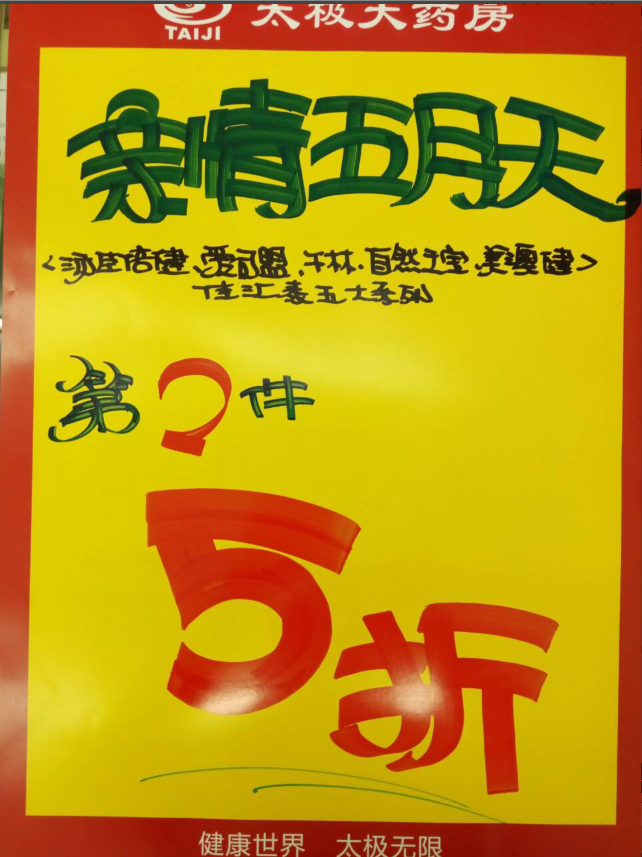 太极大药房
TAIJI
亲情五月天
<汤臣倍健、爱司盟、千林、自然之宝、美澳健>
佳汇泰五大系列
第2件
5折
健康世界 太极无限